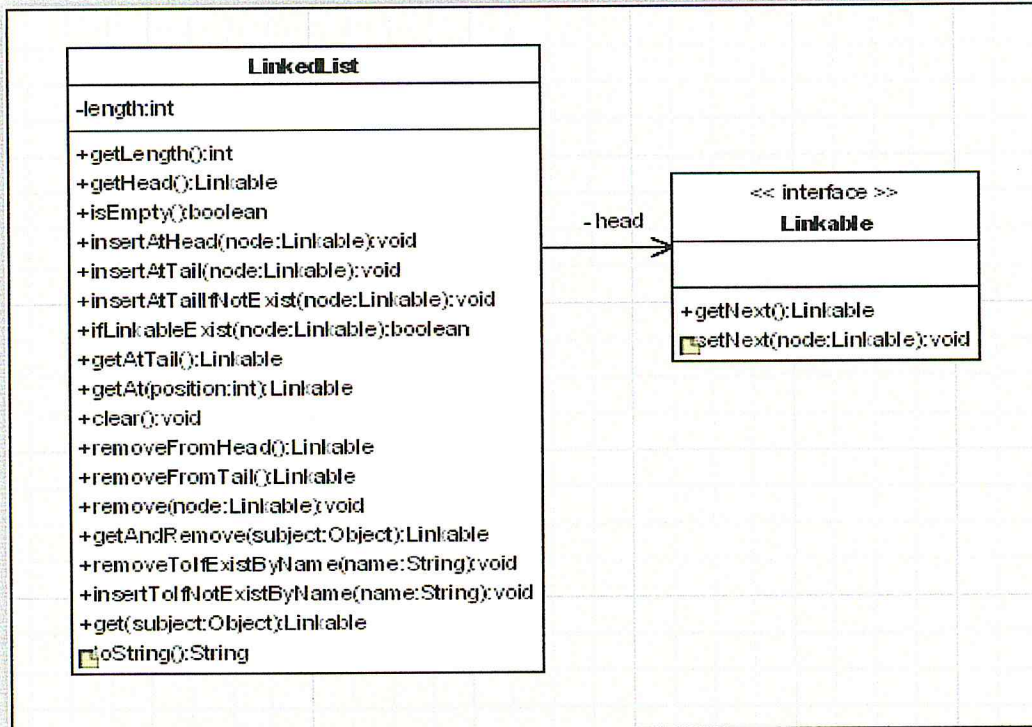 LinkedList
-length:int
+getLength():int
+getHead():Linkable
+isEmpty():boolean
+insertAtHead(node:Linkable):void
+insertAtTail(node:Linkable):void
+insertAtTailIfNotExist(node:Linkable):void
+ifLinkableExist(node:Linkable):boolean
+getAtTail():Linkable
+getAt(position:int):Linkable
+clear():void
+removeFromHead():Linkable
+removeFromTail():Linkable
+remove(node:Linkable):void
+getAndRemove(subject:Object):Linkable
+removeToIfExistByName(name:String):void
+insertToIfNotExistByName(name:String):void
+get(subject:Object):Linkable
toString():String
-head
<< interface >>
Linkable
+getNext():Linkable
setNext(node:Linkable):void